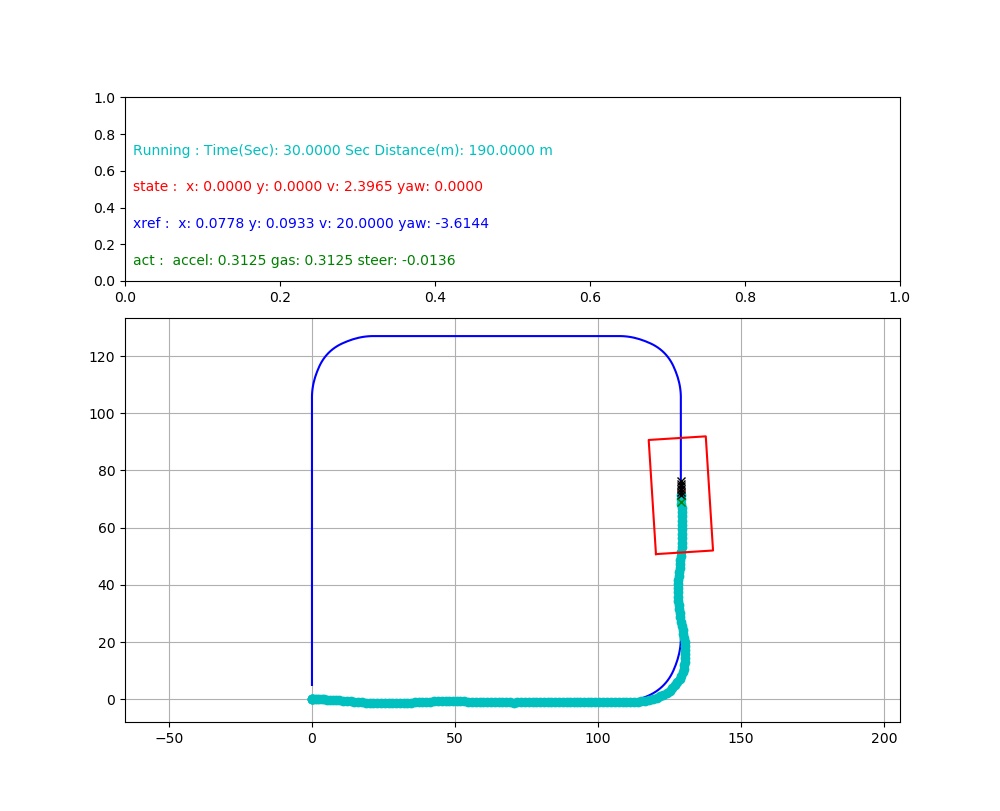 1.0
0.8
Running : Time(Sec): 30.0000 Sec Distance(m): 190.0000 m
0.6
state :  x: 0.0000 y: 0.0000 v: 2.3965 yaw: 0.0000
0.4
xref :  x: 0.0778 y: 0.0933 v: 20.0000 yaw: -3.6144
0.2
act :  accel: 0.3125 gas: 0.3125 steer: -0.0136
0.0
0.0 0.2 0.4 0.6 0.8 1.0
120
100
80
60
40
20
0
−50 0 50 100 150 200